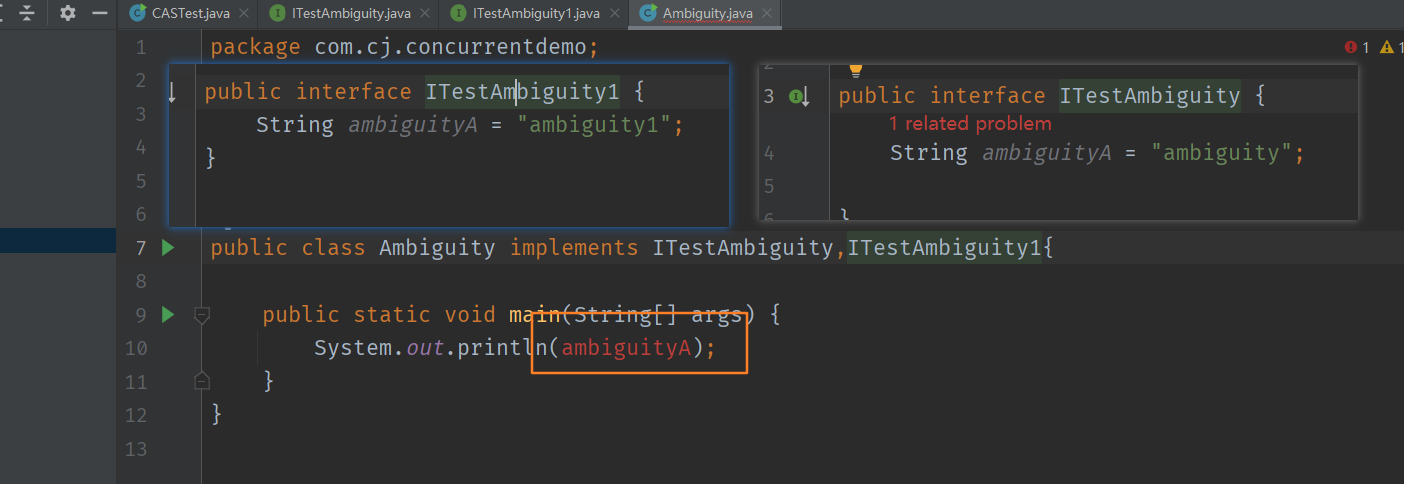 CASTest.java ITestAmbiguity.java ITestAmbiguity1.java Ambiguity.java
1 package com.cj.concurrentdemo; 1 1
2
public interface ITestAmbiguity1 {
3
String ambiguityA = "ambiguity1";
4
}
5
6
2
3 public interface ITestAmbiguity {
1 related problem
4 String ambiguityA = "ambiguity";
5
6 }
7 public class Ambiguity implements ITestAmbiguity,ITestAmbiguity1{
8
9 public static void main(String[] args) {
10 System.out.println(ambiguityA);
11 }
12 }
13